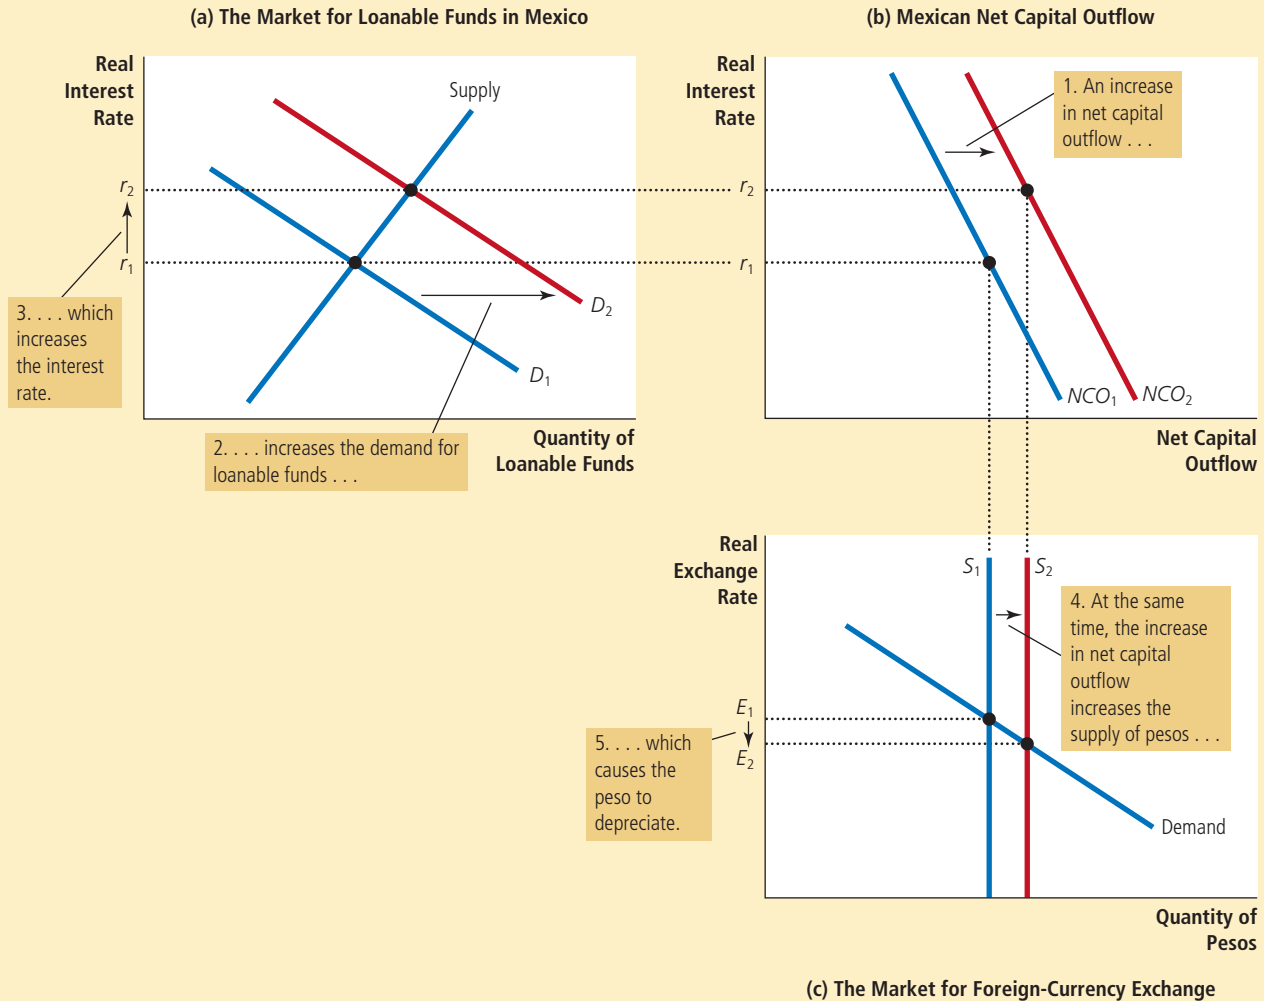 (a) The Market for Loanable Funds in Mexico
Real
Interest
Rate
Supply
r2
r1
D2
D1
3. . . . which
increases
the interest
rate.
2. . . . increases the demand for
loanable funds . . .
Quantity of
Loanable Funds
(b) Mexican Net Capital Outflow
Real
Interest
Rate
1. An increase
in net capital
outflow . . .
r2
r1
NCO1
NCO2
Net Capital
Outflow
Real
Exchange
Rate
S1
S2
4. At the same
time, the increase
in net capital
outflow
increases the
supply of pesos . . .
E1
E2
5. . . . which
causes the
peso to
depreciate.
Demand
Quantity of
Pesos
(c) The Market for Foreign-Currency Exchange